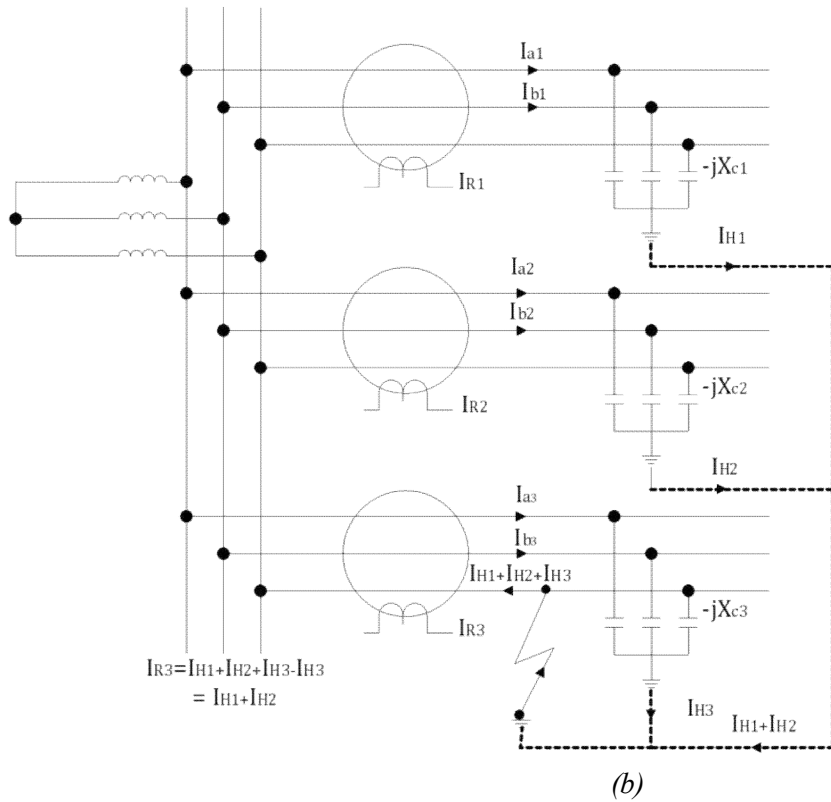 Ia1
Ib1
-jXc1
IR1
IH1
Ia2
Ib2
-jXc2
IR2
IH2
Ia3
Ib3
IH1+IH2+IH3
-jXc3
IR3
IR3=IH1+IH2+IH3-IH3
= IH1+IH2
IH3
IH1+IH2
(b)